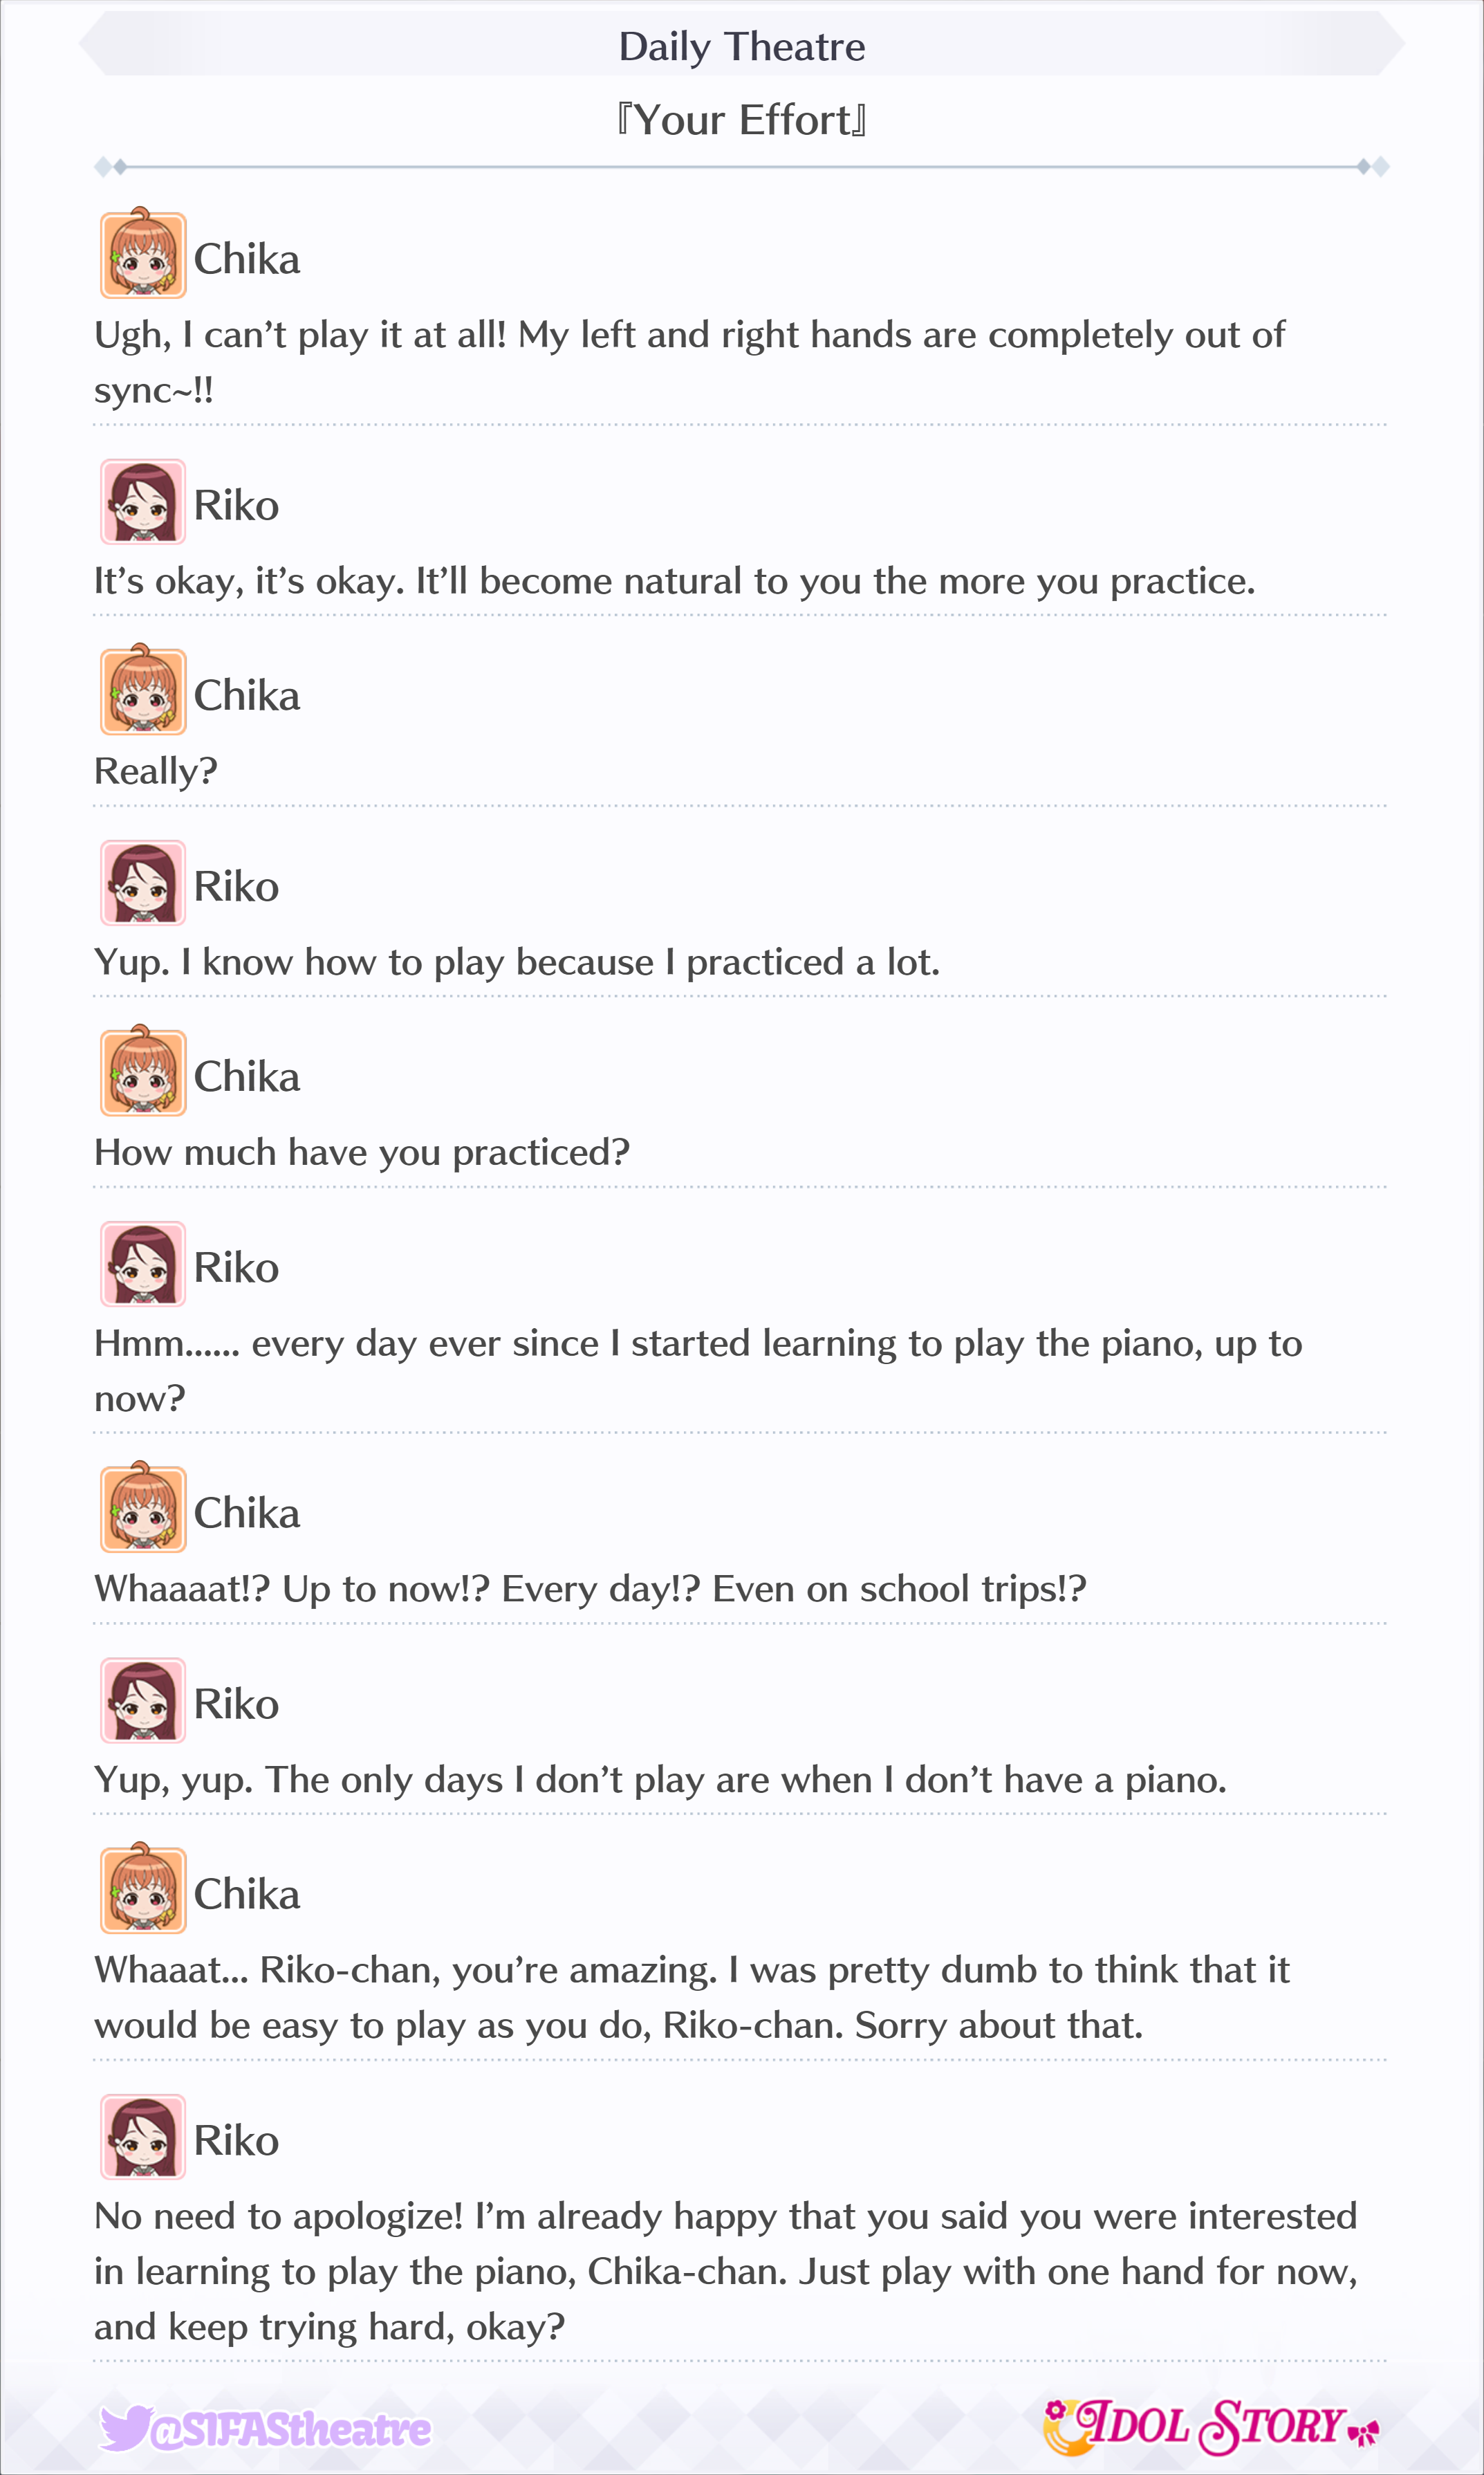 Daily Theatre
『Your Effort』
Chika
Ugh, I can't play it at all! My left and right hands are completely out of
sync~!!
Riko
It's okay, it's okay. It'll become natural to you the more you practice.
Chika
Really?
Riko
Yup. I know how to play because I practiced a lot.
Chika
How much have you practiced?
Riko
Hmm...... every day ever since I started learning to play the piano, up to
now?
Chika
Whaaaat!? Up to now!? Every day!? Even on school trips!?
Riko
Yup, yup. The only days I don't play are when I don't have a piano.
Chika
Whaaat... Riko-chan, you're amazing. I was pretty dumb to think that it
would be easy to play as you do, Riko-chan. Sorry about that.
Riko
No need to apologize! I'm already happy that you said you were interested
in learning to play the piano, Chika-chan. Just play with one hand for now,
and keep trying hard, okay?
@SIFAStheatre
IDOL STORY